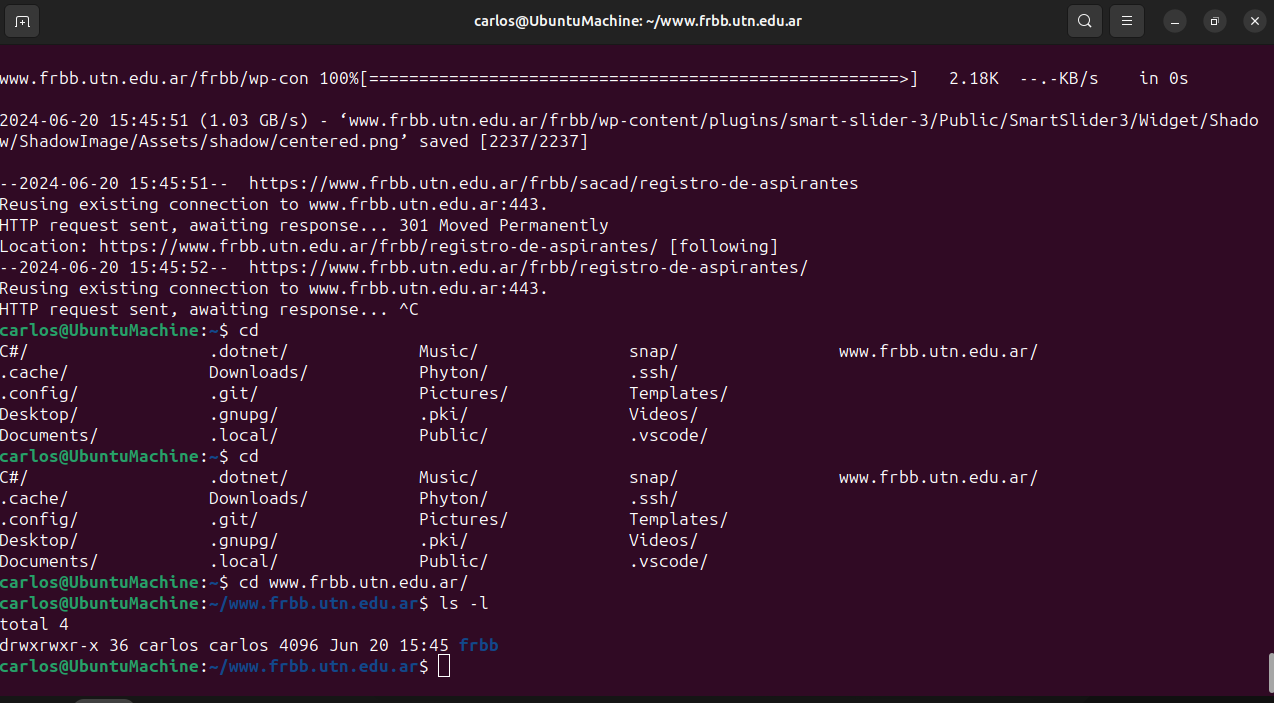 carlos@UbuntuMachine: ~/www.frbb.utn.edu.ar
www.frbb.utn.edu.ar/frbb/wp-con 100%[=====================================================>]   2.18K  --.-KB/s    in 0s
2024-06-20 15:45:51 (1.03 GB/s) - ‘www.frbb.utn.edu.ar/frbb/wp-content/plugins/smart-slider-3/Public/SmartSlider3/Widget/Shado
w/ShadowImage/Assets/shadow/centered.png’ saved [2237/2237]
--2024-06-20 15:45:51--  https://www.frbb.utn.edu.ar/frbb/sacad/registro-de-aspirantes
Reusing existing connection to www.frbb.utn.edu.ar:443.
HTTP request sent, awaiting response... 301 Moved Permanently
Location: https://www.frbb.utn.edu.ar/frbb/registro-de-aspirantes/ [following]
--2024-06-20 15:45:52--  https://www.frbb.utn.edu.ar/frbb/registro-de-aspirantes/
Reusing existing connection to www.frbb.utn.edu.ar:443.
HTTP request sent, awaiting response... ^C
carlos@UbuntuMachine:~$ cd
C#/                  .dotnet/             Music/               snap/                www.frbb.utn.edu.ar/
.cache/              Downloads/           Phyton/              .ssh/
.config/             .git/                Pictures/            Templates/
Desktop/             .gnupg/              .pki/                Videos/
Documents/           .local/              Public/              .vscode/
carlos@UbuntuMachine:~$ cd
C#/                  .dotnet/             Music/               snap/                www.frbb.utn.edu.ar/
.cache/              Downloads/           Phyton/              .ssh/
.config/             .git/                Pictures/            Templates/
Desktop/             .gnupg/              .pki/                Videos/
Documents/           .local/              Public/              .vscode/
carlos@UbuntuMachine:~$ cd www.frbb.utn.edu.ar/
carlos@UbuntuMachine:~/www.frbb.utn.edu.ar$ ls -l
total 4
drwxrwxr-x 36 carlos carlos 4096 Jun 20 15:45 frbb
carlos@UbuntuMachine:~/www.frbb.utn.edu.ar$